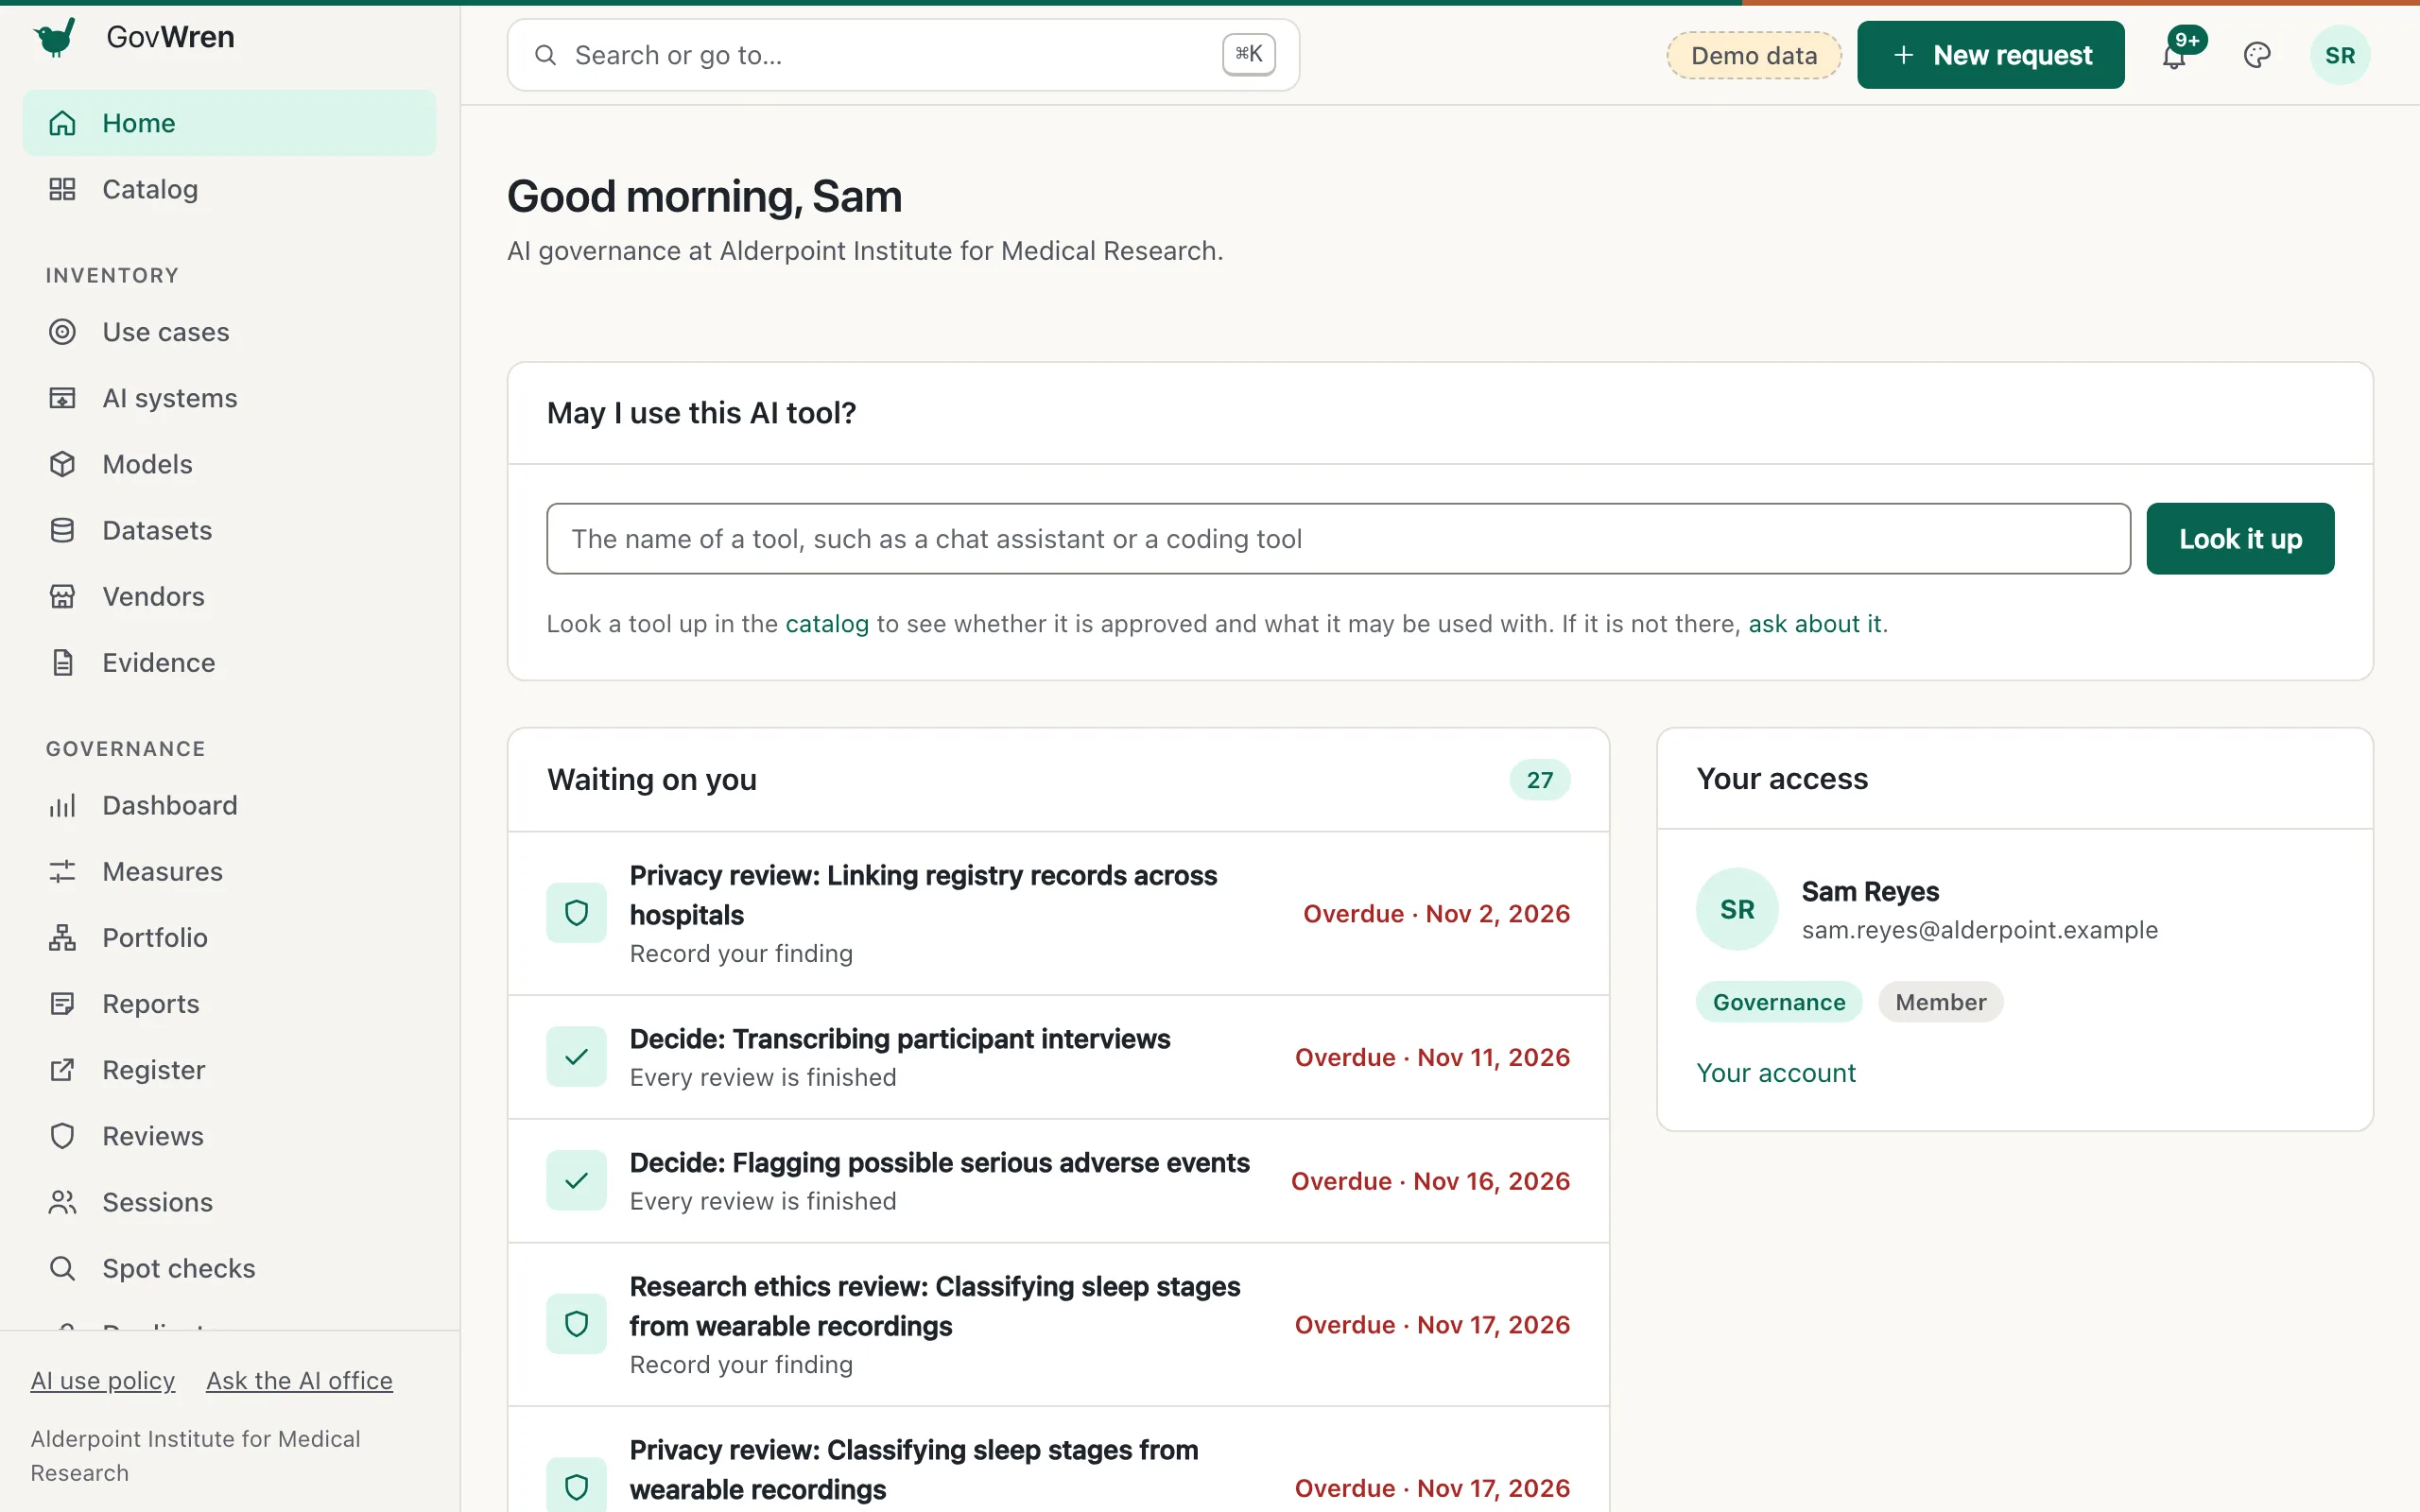 GovWren
Search or go to...
⌘K
Demo data
New request
9+
SR
Home
Catalog
INVENTORY
Use cases
AI systems
Models
Datasets
Vendors
Evidence
GOVERNANCE
Dashboard
Measures
Portfolio
Reports
Register
Reviews
Sessions
Spot checks
AI use policy
Ask the AI office
Alderpoint Institute for Medical
Research
Good morning, Sam
AI governance at Alderpoint Institute for Medical Research.
May I use this AI tool?
The name of a tool, such as a chat assistant or a coding tool
Look it up
Look a tool up in the catalog to see whether it is approved and what it may be used with. If it is not there, ask about it.
Waiting on you
27
Privacy review: Linking registry records across
hospitals
Record your finding
Overdue · Nov 2, 2026
Decide: Transcribing participant interviews
Every review is finished
Overdue · Nov 11, 2026
Decide: Flagging possible serious adverse events
Every review is finished
Overdue · Nov 16, 2026
Research ethics review: Classifying sleep stages
from wearable recordings
Record your finding
Overdue · Nov 17, 2026
Privacy review: Classifying sleep stages from
wearable recordings
Overdue · Nov 17, 2026
Your access
SR
Sam Reyes
sam.reyes@alderpoint.example
Governance
Member
Your account